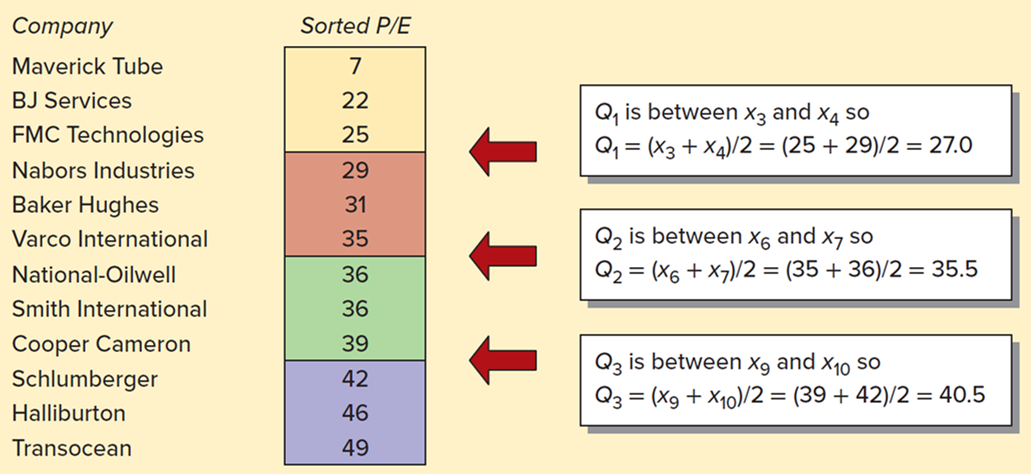 Company Sorted P/E
Maverick Tube 7
BJ Services 22
FMC Technologies 25
Nabors Industries 29
Baker Hughes 31
Varco International 35
National-Oilwell 36
Smith International 36
Cooper Cameron 39
Schlumberger 42
Halliburton 46
Transocean 49
Q₁ is between x₃ and x₄ so
Q₁ = (x₃ + x₄)/2 = (25 + 29)/2 = 27.0
Q₂ is between x₆ and x₇ so
Q₂ = (x₆ + x₇)/2 = (35 + 36)/2 = 35.5
Q₃ is between x₉ and x₁₀ so
Q₃ = (x₉ + x₁₀)/2 = (39 + 42)/2 = 40.5